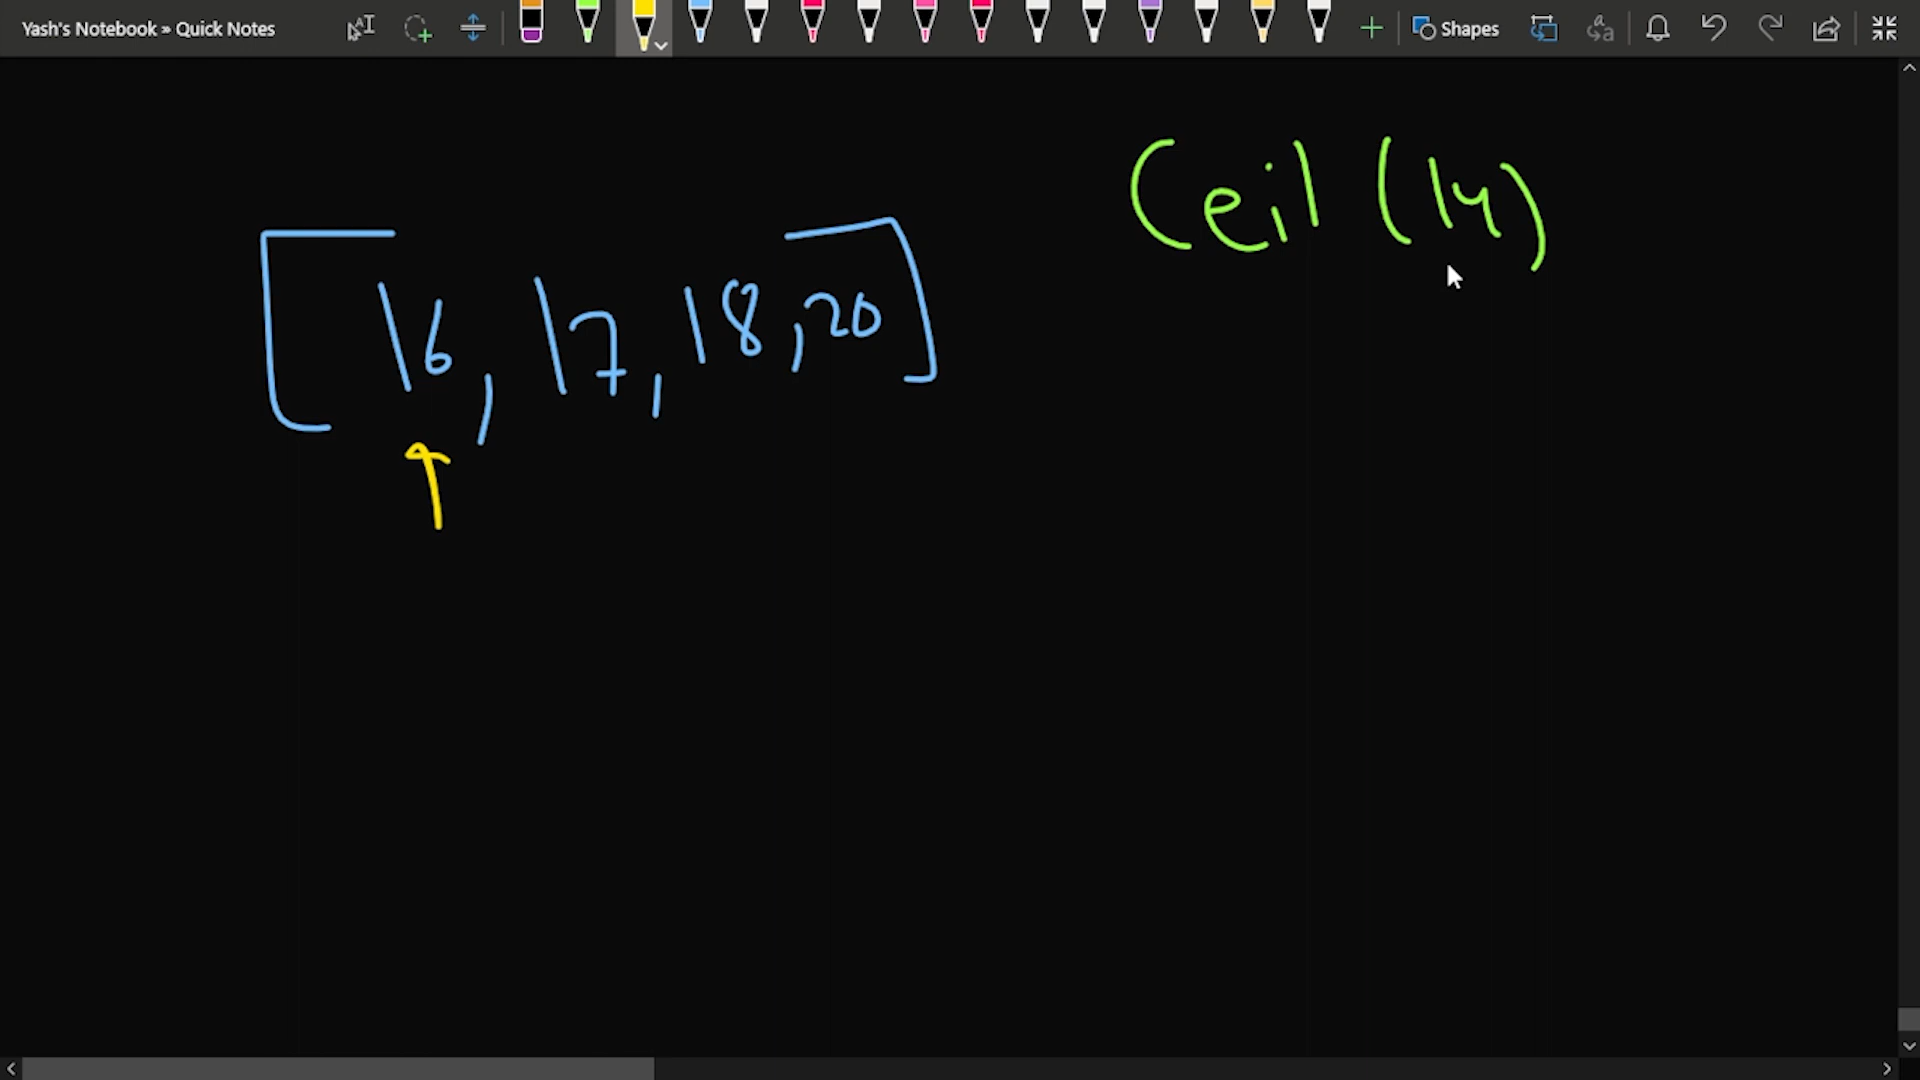 Yash's Notebook » Quick Notes
Shapes
Ceil (14)
[16, 17, 18, 20]